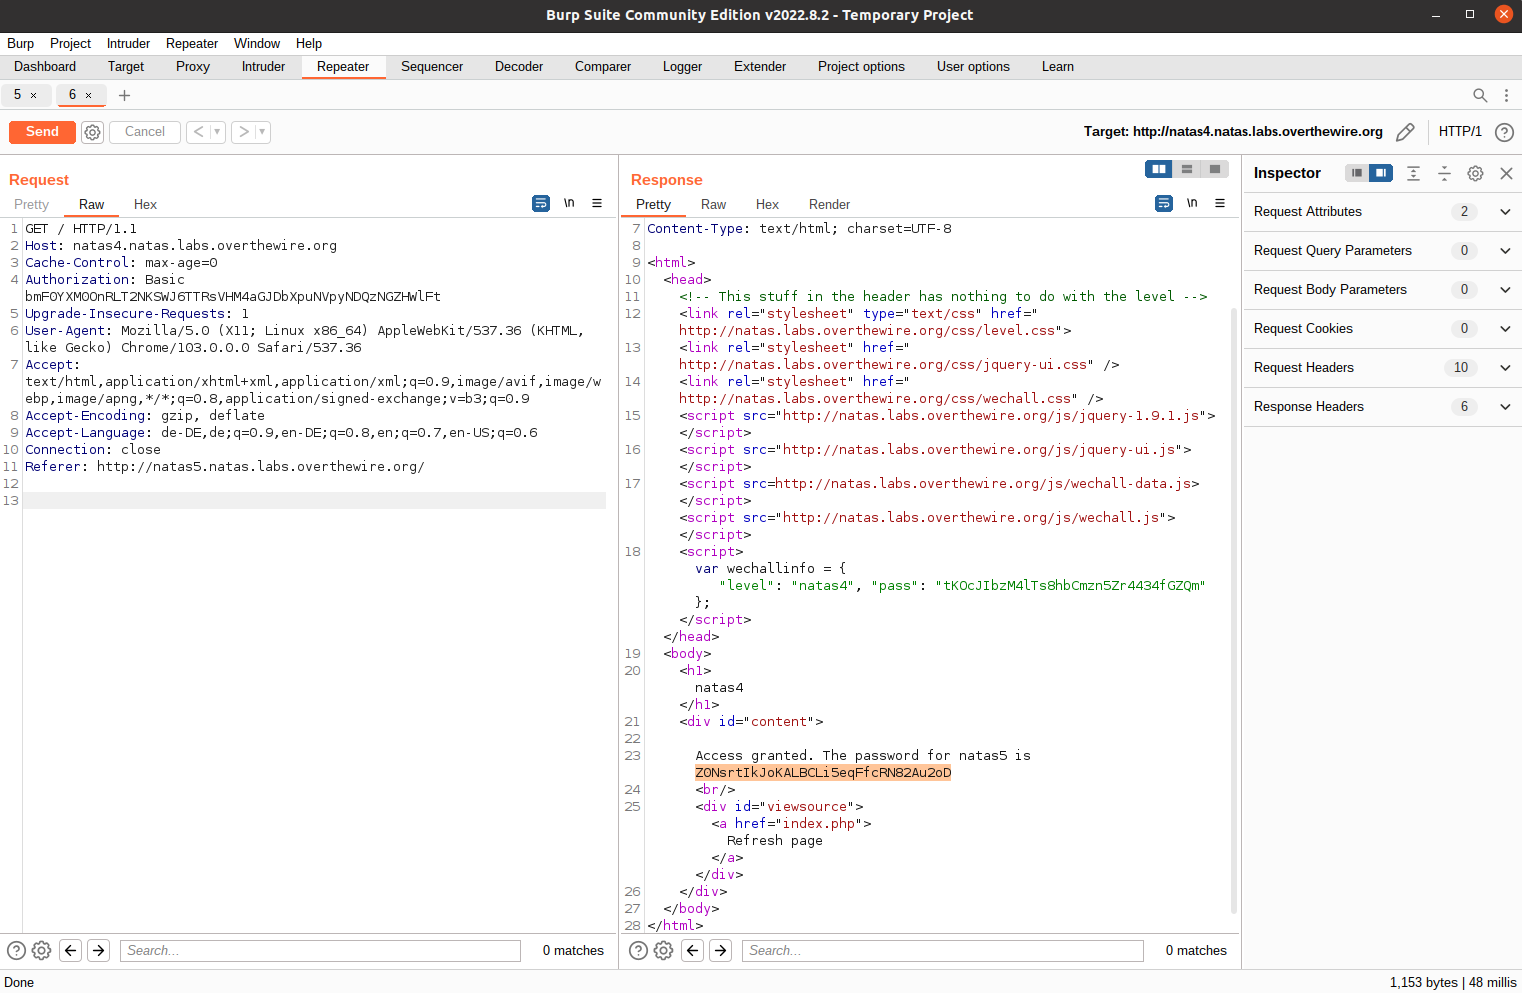 Burp Suite Community Edition v2022.8.2 - Temporary Project
Burp Project Intruder Repeater Window Help
Dashboard Target Proxy Intruder Repeater Sequencer Decoder Comparer Logger Extender Project options User options Learn
5 × 6 × +
Send Cancel < > Target: http://natas4.natas.labs.overthewire.org HTTP/1 ?
Request
Pretty Raw Hex \n
1 GET / HTTP/1.1
2 Host: natas4.natas.labs.overthewire.org
3 Cache-Control: max-age=0
4 Authorization: Basic
bmF0YXM0OnRLT2NKSWJ6TTRsVHM4aGJDbXpuNVpyNDQzNGZHWlFt
5 Upgrade-Insecure-Requests: 1
6 User-Agent: Mozilla/5.0 (X11; Linux x86_64) AppleWebKit/537.36 (KHTML,
like Gecko) Chrome/103.0.0.0 Safari/537.36
7 Accept:
text/html,application/xhtml+xml,application/xml;q=0.9,image/avif,image/w
ebp,image/apng,*/*;q=0.8,application/signed-exchange;v=b3;q=0.9
8 Accept-Encoding: gzip, deflate
9 Accept-Language: de-DE,de;q=0.9,en-DE;q=0.8,en;q=0.7,en-US;q=0.6
10 Connection: close
11 Referer: http://natas5.natas.labs.overthewire.org/
12
13
? Search... 0 matches
Response
Pretty Raw Hex Render \n
7 Content-Type: text/html; charset=UTF-8
8
9 <html>
10 <head>
11 <!-- This stuff in the header has nothing to do with the level -->
12 <link rel="stylesheet" type="text/css" href="
http://natas.labs.overthewire.org/css/level.css">
13 <link rel="stylesheet" href="
http://natas.labs.overthewire.org/css/jquery-ui.css" />
14 <link rel="stylesheet" href="
http://natas.labs.overthewire.org/css/wechall.css" />
15 <script src="http://natas.labs.overthewire.org/js/jquery-1.9.1.js">
</script>
16 <script src="http://natas.labs.overthewire.org/js/jquery-ui.js">
</script>
17 <script src=http://natas.labs.overthewire.org/js/wechall-data.js>
</script>
<script src="http://natas.labs.overthewire.org/js/wechall.js">
</script>
18 <script>
var wechallinfo = {
"level": "natas4", "pass": "tKOcJIbzM4lTs8hbCmzn5Zr4434fGZQm"
};
</script>
</head>
19 <body>
20 <h1>
natas4
</h1>
21 <div id="content">
22
23 Access granted. The password for natas5 is
Z0NsrtIkJoKALBCLi5eqFfcRN82Au2oD
24 <br/>
25 <div id="viewsource">
<a href="index.php">
Refresh page
</a>
</div>
26 </div>
27 </body>
28 </html>
? Search... 0 matches
Inspector
Request Attributes 2
Request Query Parameters 0
Request Body Parameters 0
Request Cookies 0
Request Headers 10
Response Headers 6
Done 1,153 bytes | 48 millis